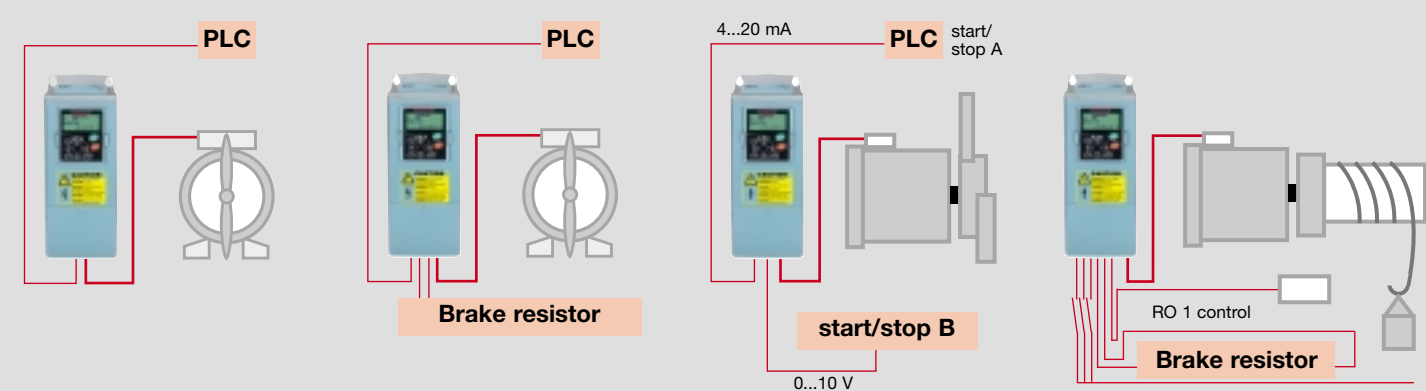 PLC
PLC
Brake resistor
4...20 mA
PLC
start/
stop A
start/stop B
0...10 V
RO 1 control
Brake resistor